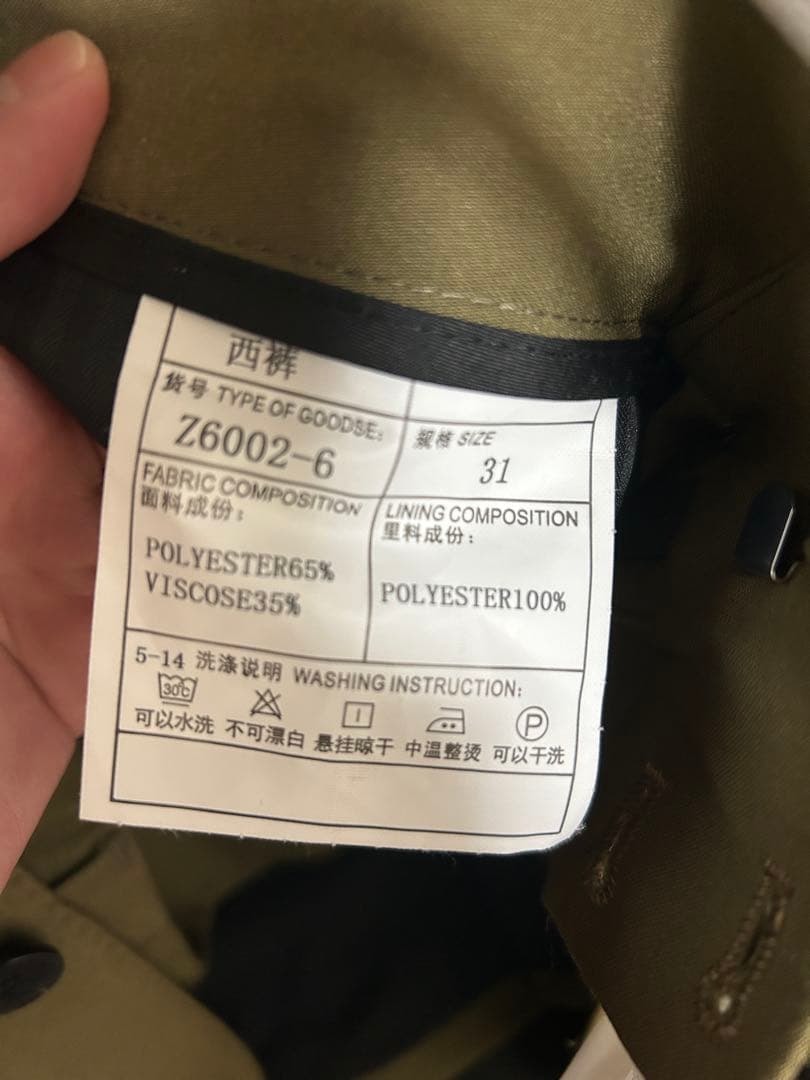 西裤
货号 TYPE OF GOODSE:
Z6002-6
规格 SIZE
31
FABRIC COMPOSITION
面料成份：
POLYESTER65%
VISCOSE35%
LINING COMPOSITION
里料成份：
POLYESTER100%
5-14 洗涤说明 WASHING INSTRUCTION:
30℃ P
可以水洗 不可漂白 悬挂晾干 中温整烫 可以干洗